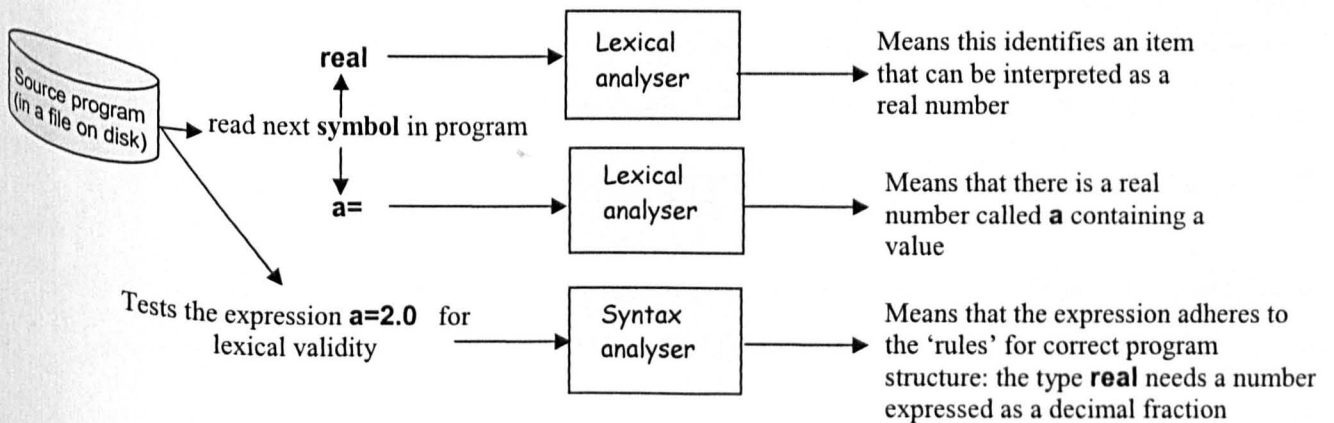 Source program
(in a file on disk)
real
Lexical
analyser
Means this identifies an item
that can be interpreted as a
real number
read next symbol in program
a=
Lexical
analyser
Means that there is a real
number called a containing a
value
Tests the expression a=2.0 for
lexical validity
Syntax
analyser
Means that the expression adheres to
the ‘rules’ for correct program
structure: the type real needs a number
expressed as a decimal fraction